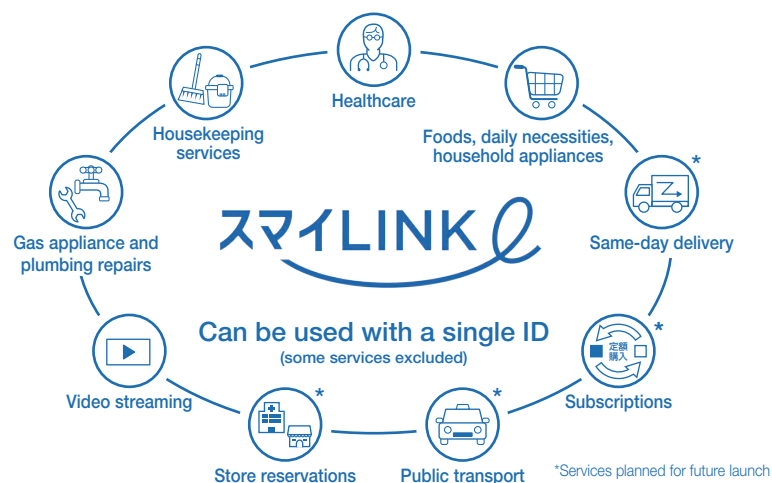 Healthcare
Housekeeping
services
Foods, daily necessities,
household appliances
*
Gas appliance and
plumbing repairs
スマイLINK
Same-day delivery
Can be used with a single ID
(some services excluded)
*
定額
購入
Video streaming
Subscriptions
*
*
Store reservations
Public transport
*Services planned for future launch